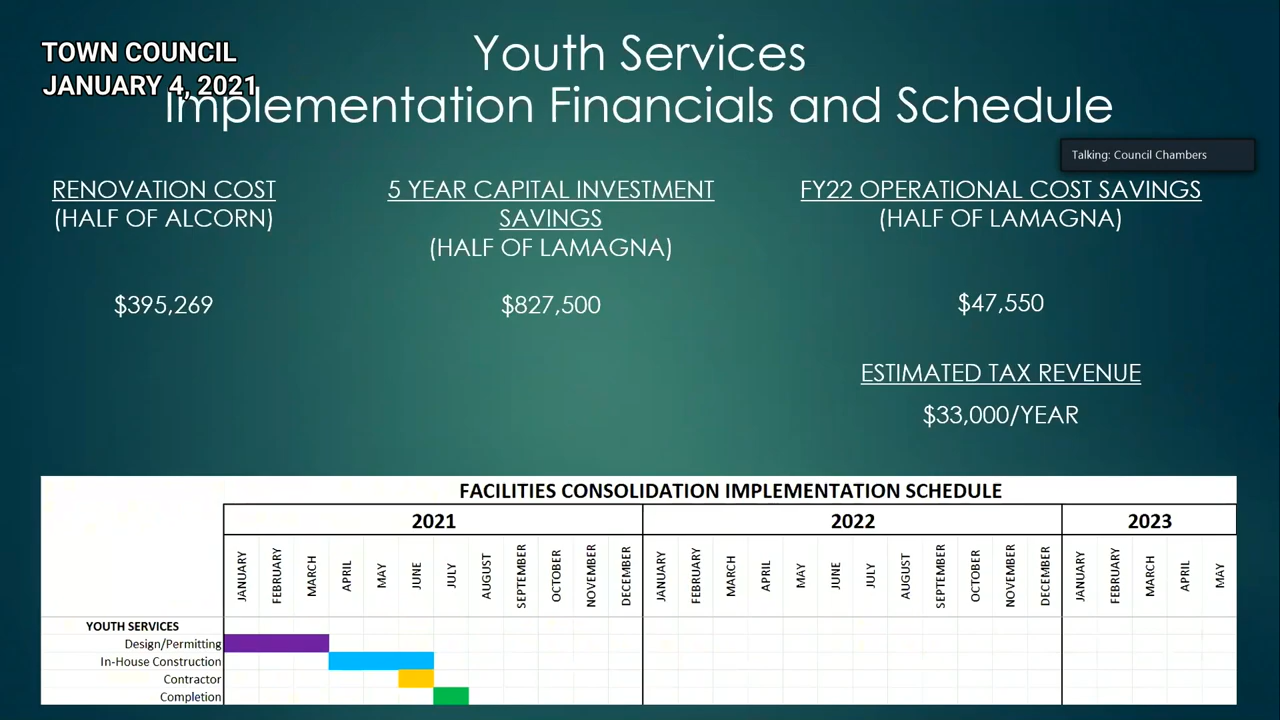 TOWN COUNCIL
JANUARY 4, 2021
Youth Services
Implementation Financials and Schedule
Talking: Council Chambers
RENOVATION COST
(HALF OF ALCORN)
$395,269
5 YEAR CAPITAL INVESTMENT
SAVINGS
(HALF OF LAMAGNA)
$827,500
FY22 OPERATIONAL COST SAVINGS
(HALF OF LAMAGNA)
$47,550
ESTIMATED TAX REVENUE
$33,000/YEAR
FACILITIES CONSOLIDATION IMPLEMENTATION SCHEDULE
2021 2022 2023
JANUARY FEBRUARY MARCH APRIL MAY JUNE JULY AUGUST SEPTEMBER OCTOBER NOVEMBER DECEMBER JANUARY FEBRUARY MARCH APRIL MAY JUNE JULY AUGUST SEPTEMBER OCTOBER NOVEMBER DECEMBER JANUARY FEBRUARY MARCH APRIL MAY
YOUTH SERVICES
Design/Permitting
In-House Construction
Contractor
Completion